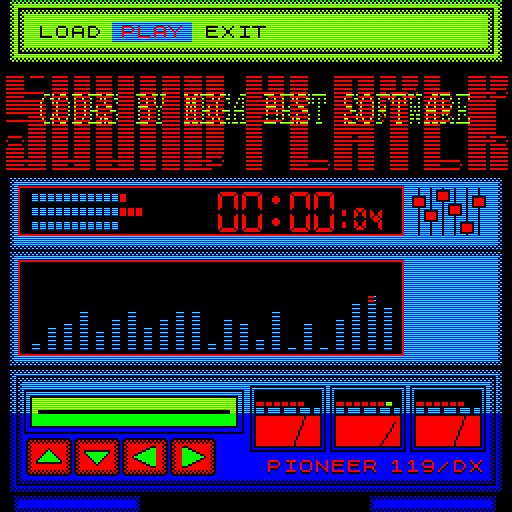 LOAD PLAY EXIT
SOUND PLAYER
CODES BY MEGA BEST SOFTWARE
00:00:04
PIONEER 119/DX